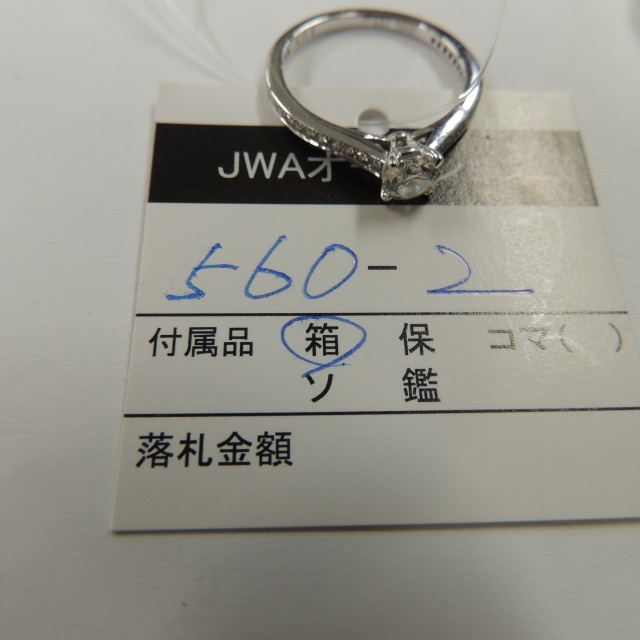 JWAオ
560-2
付属品 箱 保 コマ( )
ソ 鑑
落札金額